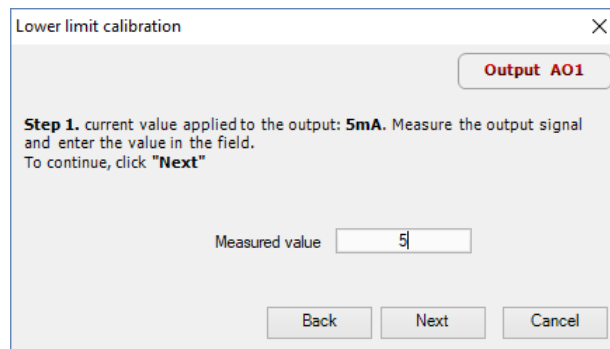 Lower limit calibration
Output AO1
Step 1. current value applied to the output: 5mA. Measure the output signal
and enter the value in the field.
To continue, click "Next"
Measured value 5
Back Next Cancel